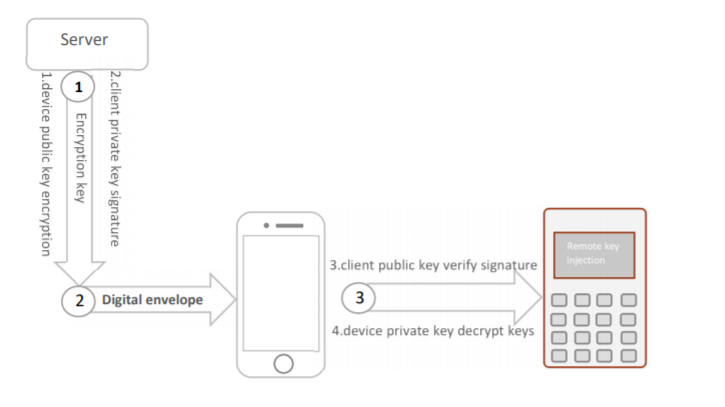 Server
1.device public key encryption
1
Encryption key
2.client private key signature
2
Digital envelope
3.client public key verify signature
3
4.device private key decrypt keys
Remote key
injection